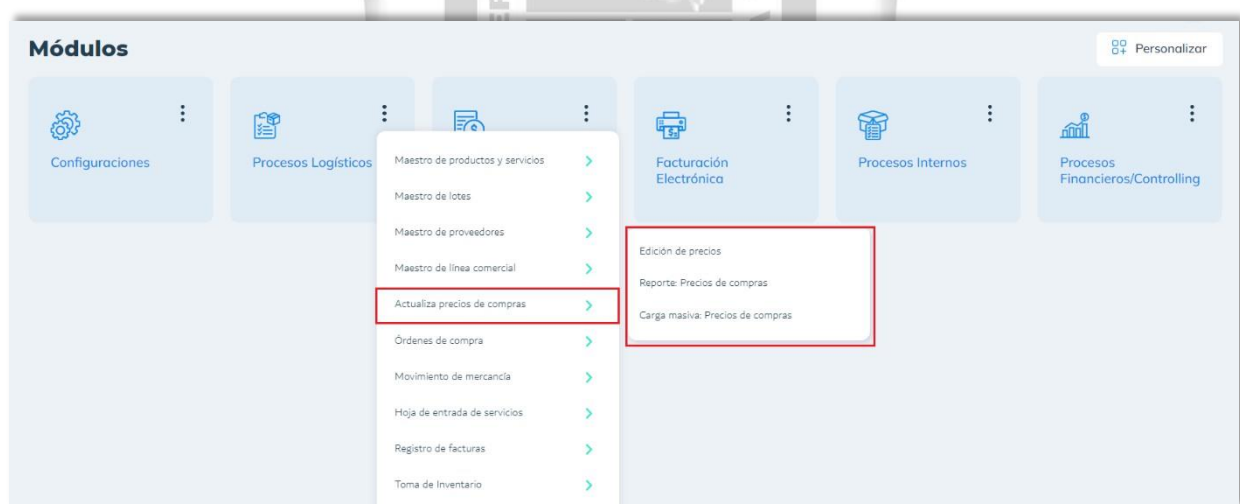 Módulos
Personalizar
Configuraciones
Procesos Logísticos
Facturación
Electrónica
Procesos Internos
Procesos
Financieros/Controlling
Maestro de productos y servicios
Maestro de lotes
Maestro de proveedores
Maestro de línea comercial
Actualiza precios de compras
Órdenes de compra
Movimiento de mercancía
Hoja de entrada de servicios
Registro de facturas
Toma de Inventario
Edición de precios
Reporte: Precios de compras
Carga masiva: Precios de compras